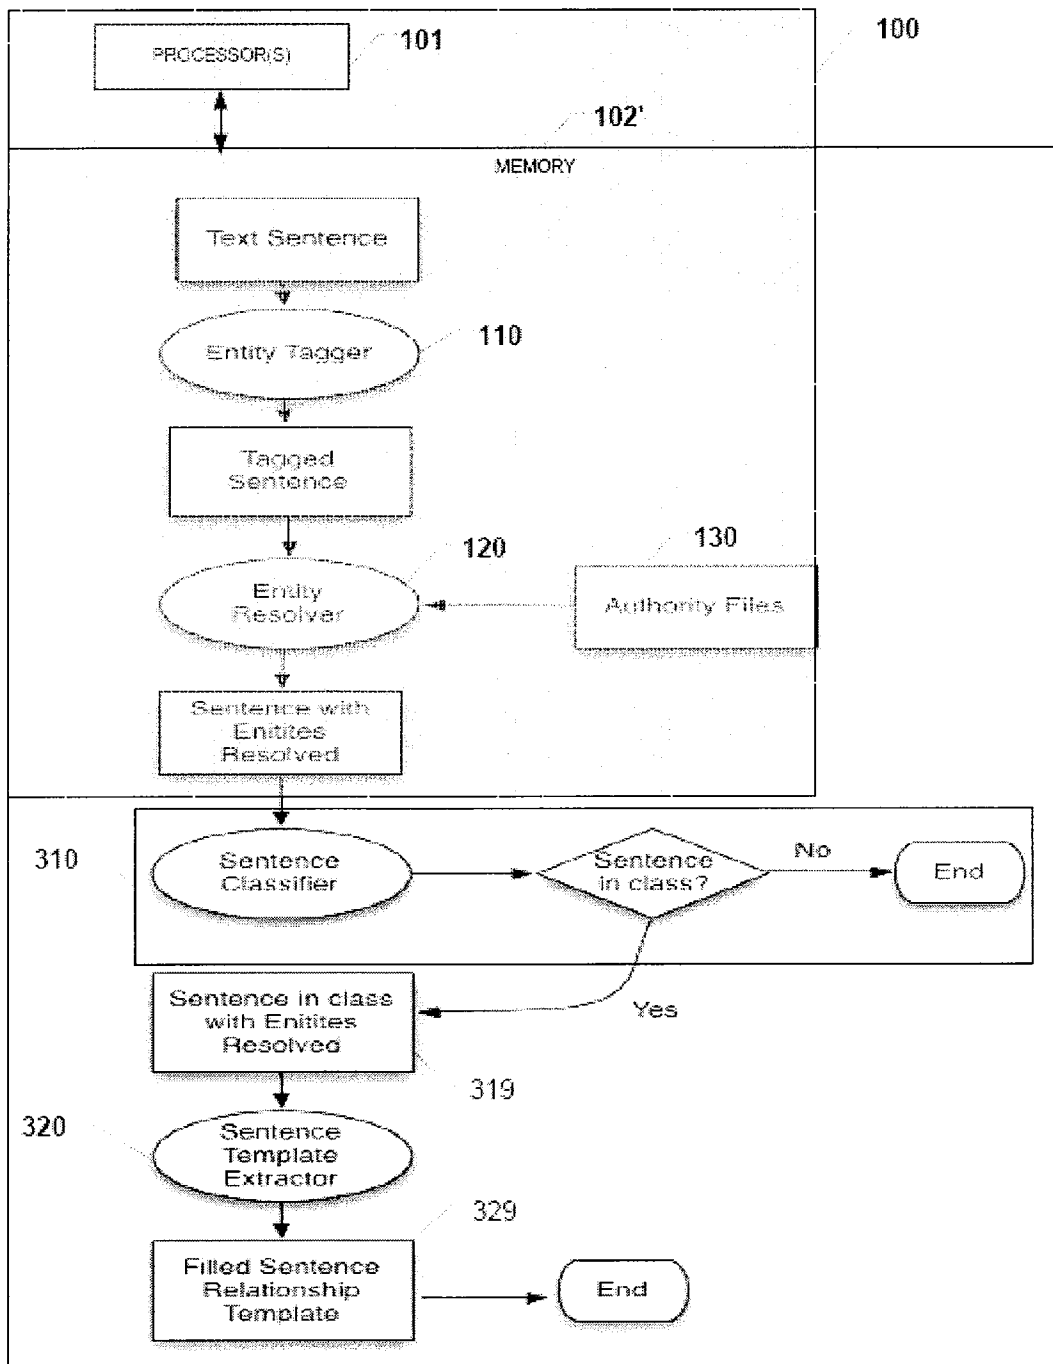 PROCESSOR(S)
101
100
102'
MEMORY
Text Sentence
Entity Tagger
110
Tagged
Sentence
120
130
Entity
Resolver
Authority Files
Sentence with
Enitites
Resolved
310
Sentence
Classifier
Sentence
in class?
No
End
Yes
Sentence in class
with Enitites
Resolved
319
320
Sentence
Template
Extractor
329
Filled Sentence
Relationship
Template
End